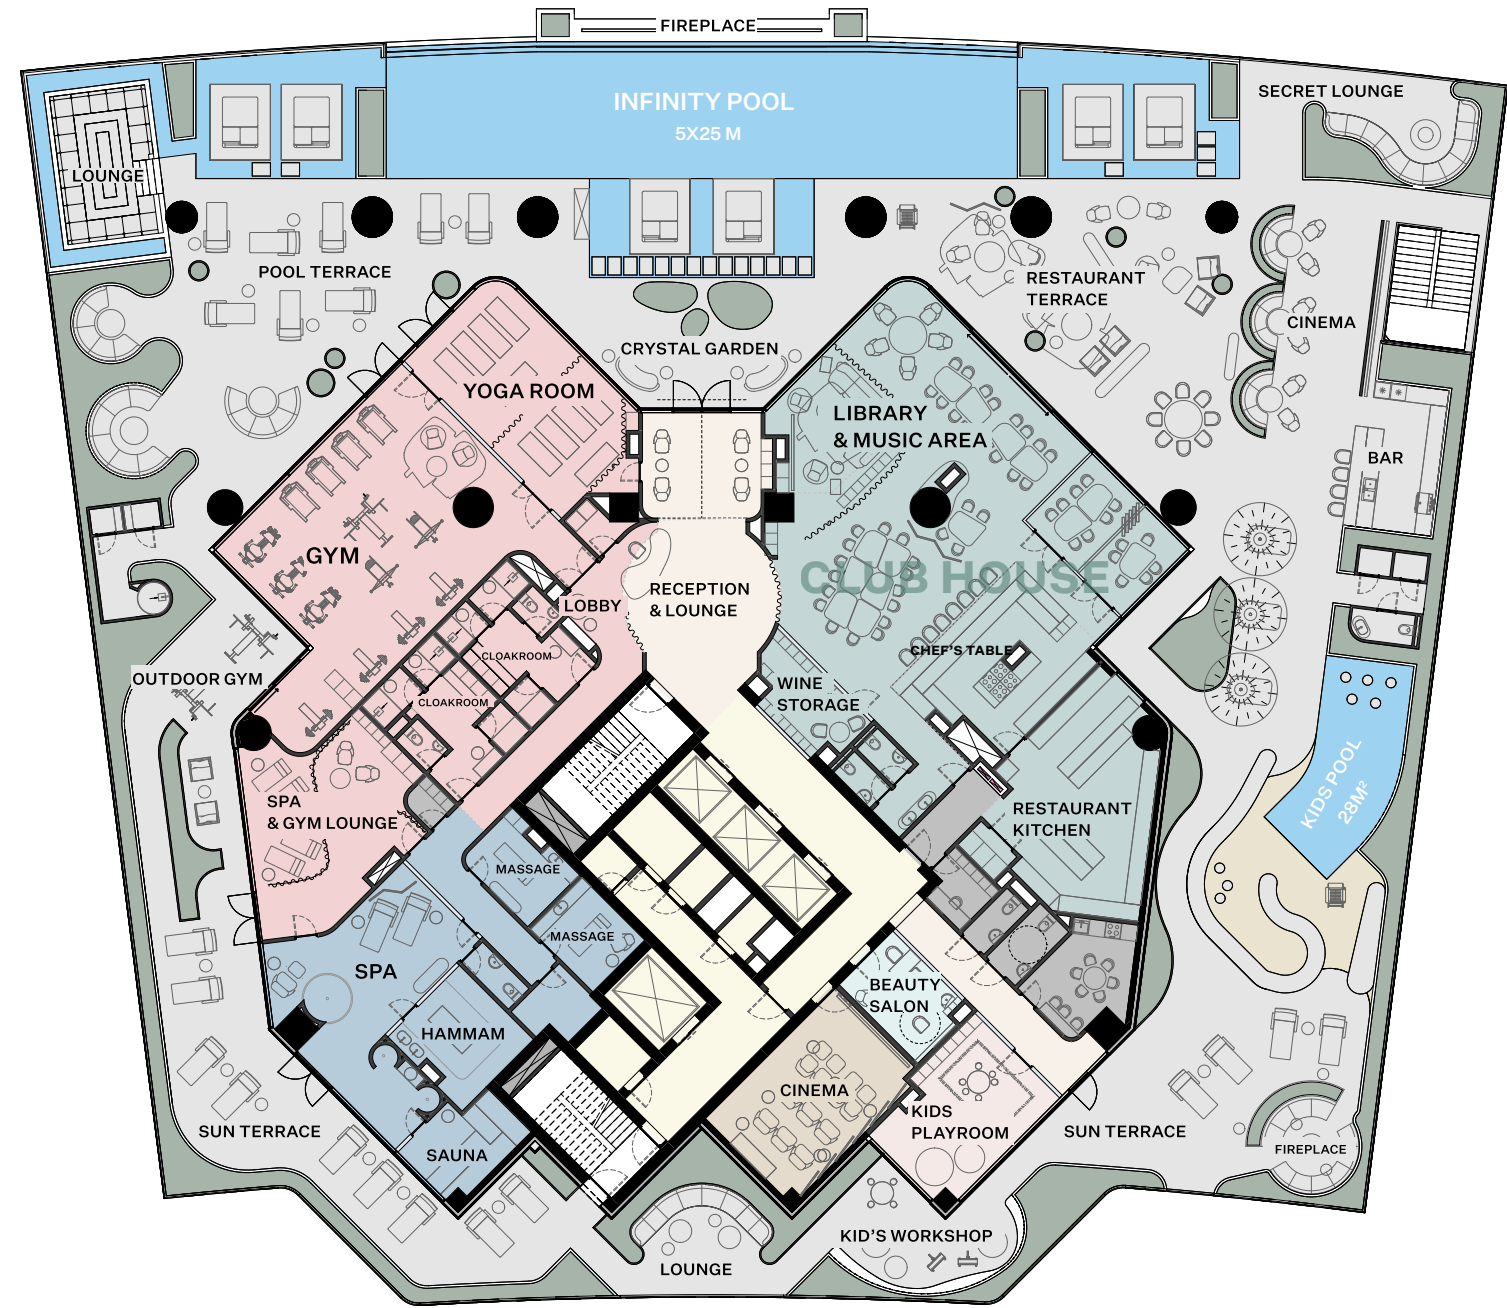 FIREPLACE
INFINITY POOL
5X25 M
SECRET LOUNGE
LOUNGE
POOL TERRACE
RESTAURANT
TERRACE
CINEMA
CRYSTAL GARDEN
YOGA ROOM
LIBRARY
& MUSIC AREA
BAR
GYM
CLUB HOUSE
RECEPTION
& LOUNGE
LOBBY
CLOAKROOM
CHEF'S TABLE
OUTDOOR GYM
CLOAKROOM
WINE
STORAGE
KIDS POOL
28M²
SPA
& GYM LOUNGE
RESTAURANT
KITCHEN
MASSAGE
MASSAGE
SPA
BEAUTY
SALON
HAMMAM
CINEMA
KIDS
PLAYROOM
SUN TERRACE
SUN TERRACE
SAUNA
FIREPLACE
KID'S WORKSHOP
LOUNGE